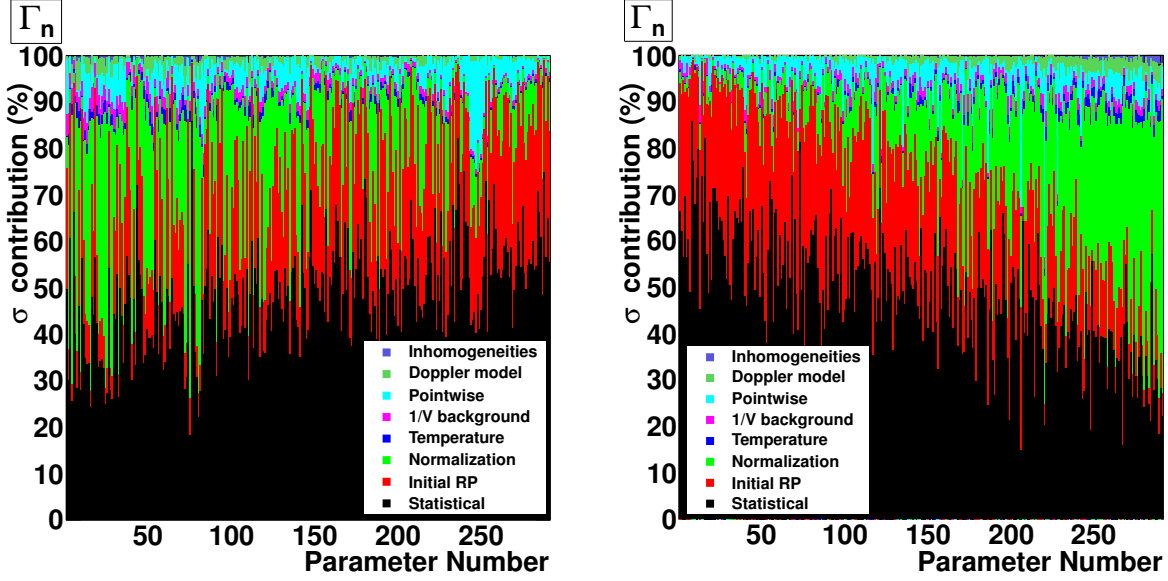 Γn
100
90
80
70
60
50
40
30
20
10
0
σ contribution (%)
Inhomogeneities
Doppler model
Pointwise
1/V background
Temperature
Normalization
Initial RP
Statistical
50 100 150 200 250
Parameter Number
Γn
100
90
80
70
60
50
40
30
20
10
0
σ contribution (%)
Inhomogeneities
Doppler model
Pointwise
1/V background
Temperature
Normalization
Initial RP
Statistical
50 100 150 200 250
Parameter Number